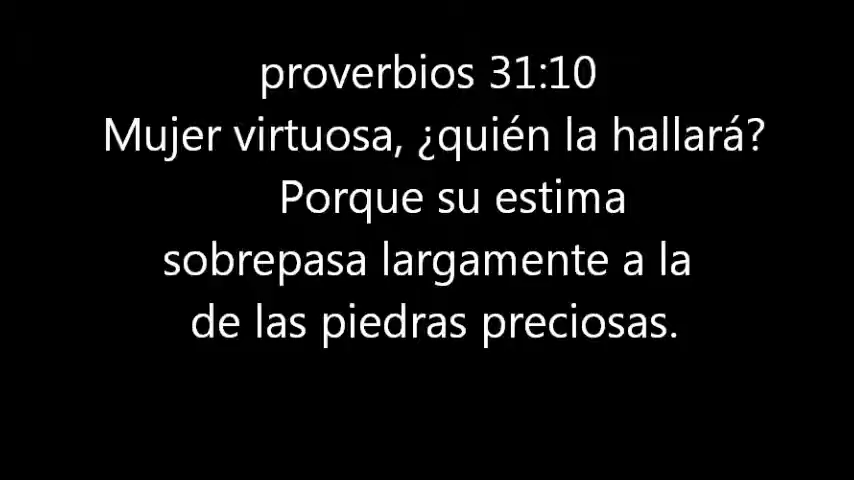 proverbios 31:10
Mujer virtuosa, ¿quién la hallará?
Porque su estima
sobrepasa largamente a la
de las piedras preciosas.